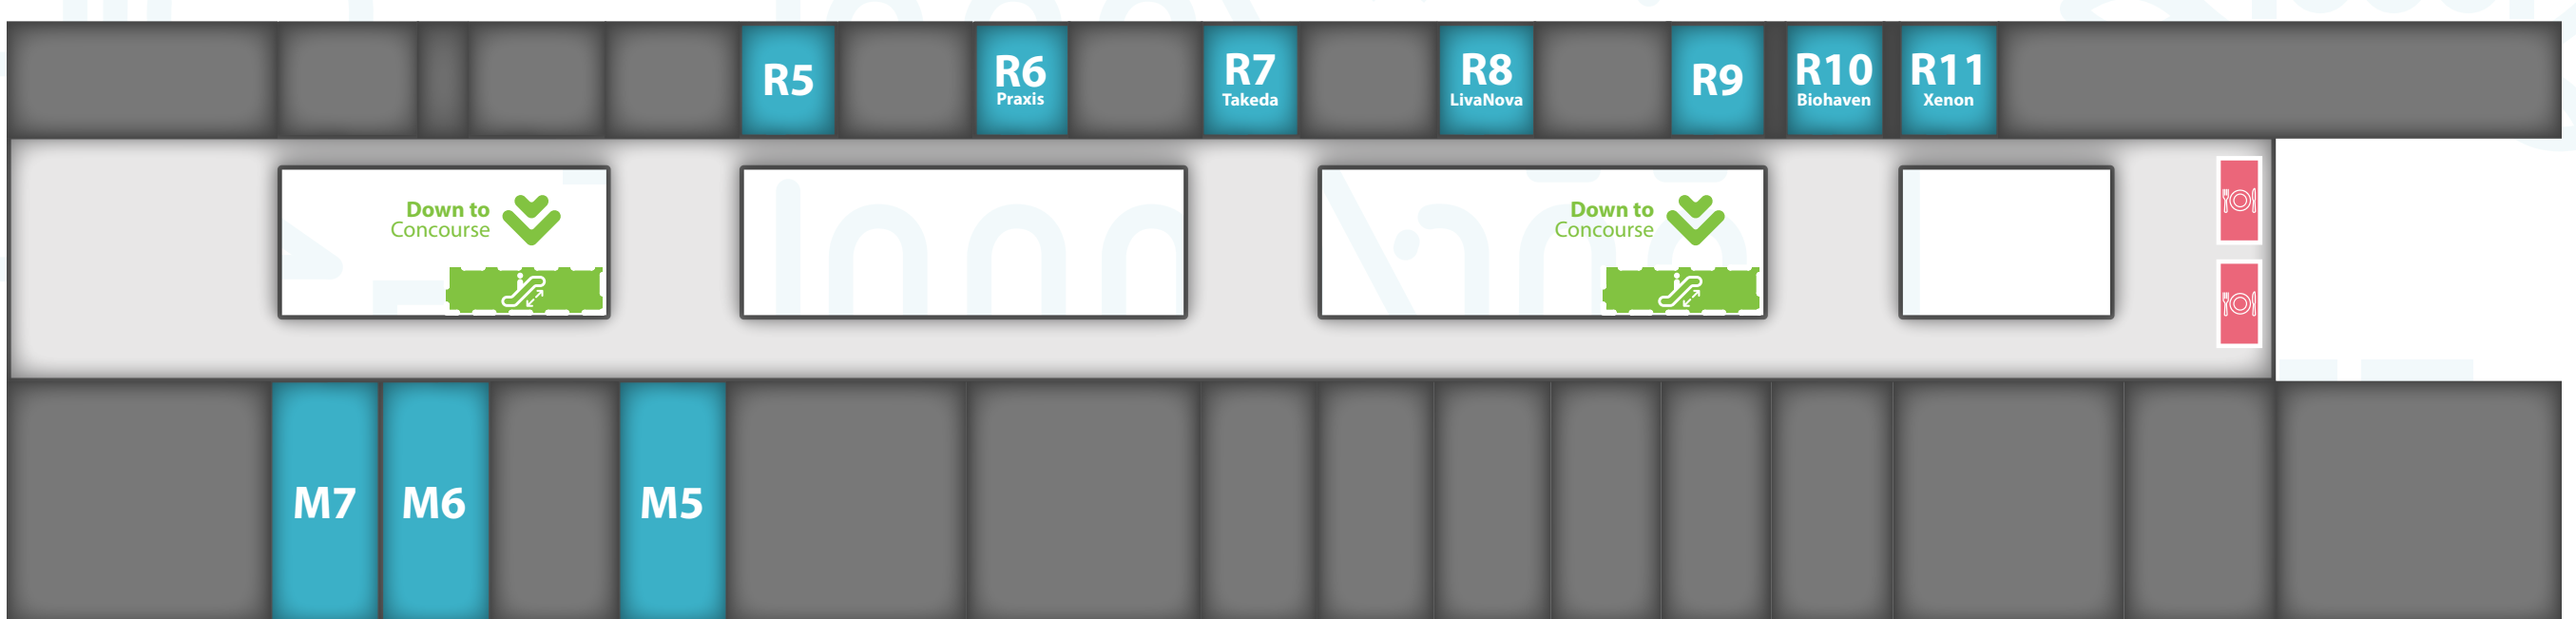 R5
R6
Praxis
R7
Takeda
R8
LivaNova
R9
R10
Biohaven
R11
Xenon
Down to
Concourse
Down to
Concourse
M7
M6
M5